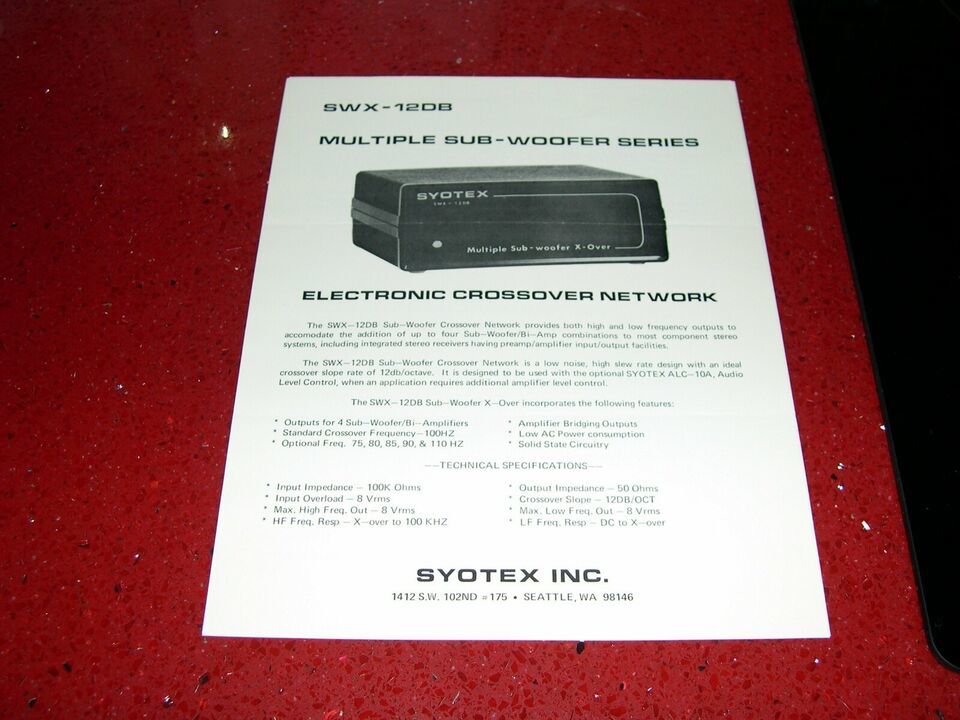 SWX-12DB
MULTIPLE SUB-WOOFER SERIES
SYOTEX
SWX-12DB
Multiple Sub-woofer X-Over
ELECTRONIC CROSSOVER NETWORK
The SWX-12DB Sub-Woofer Crossover Network provides both high and low frequency outputs to
accomodate the addition of up to four Sub-Woofer/Bi-Amp combinations to most component stereo
systems, including integrated stereo receivers having preamp/amplifier input/output facilities.
The SWX-12DB Sub-Woofer Crossover Network is a low noise, high slew rate design with an ideal
crossover slope rate of 12db/octave. It is designed to be used with the optional SYOTEX ALC-10A, Audio
Level Control, when an application requires additional amplifier level control.
The SWX-12DB Sub-Woofer X-Over incorporates the following features:
* Outputs for 4 Sub-Woofer/Bi-Amplifiers
* Standard Crossover Frequency-100HZ
* Optional Freq. 75, 80, 85, 90, & 110 HZ
* Amplifier Bridging Outputs
* Low AC Power consumption
* Solid State Circuitry
--TECHNICAL SPECIFICATIONS--
* Input Impedance - 100K Ohms
* Input Overload - 8 Vrms
* Max. High Freq. Out - 8 Vrms
* HF Freq. Resp - X-over to 100 KHZ
* Output Impedance - 50 Ohms
* Crossover Slope - 12DB/OCT
* Max. Low Freq. Out - 8 Vrms
* LF Freq. Resp - DC to X-over
SYOTEX INC.
1412 S.W. 102ND #175 • SEATTLE, WA 98146